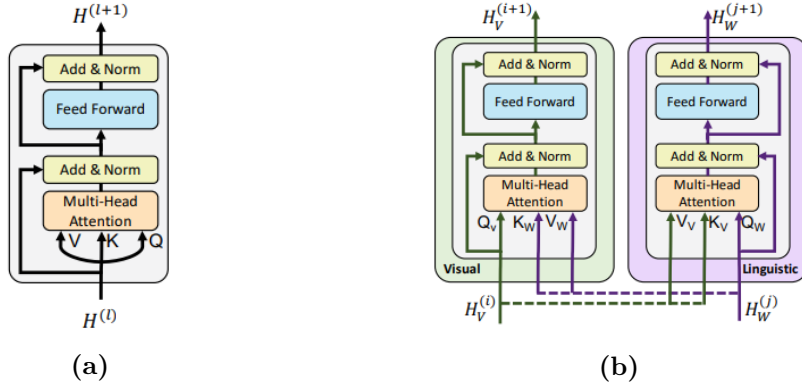 H^{(l+1)}
Add & Norm
Feed Forward
Add & Norm
Multi-Head
Attention
V K Q
H^{(l)}
(a)
H_V^{(i+1)}
Add & Norm
Feed Forward
Add & Norm
Multi-Head
Attention
Q_v K_W V_W
Visual
H_V^{(i)}
H_W^{(j+1)}
Add & Norm
Feed Forward
Add & Norm
Multi-Head
Attention
V_V K_V Q_W
Linguistic
H_W^{(j)}
(b)